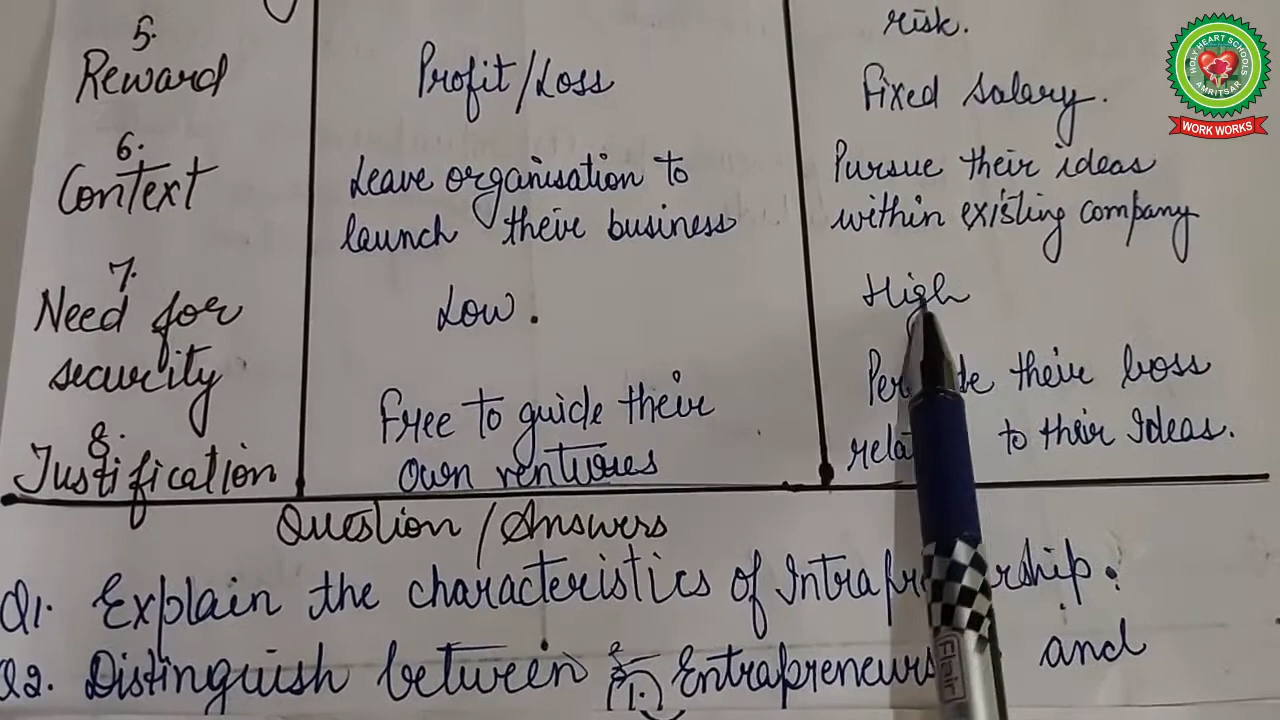 risk.
5.
Reward
Profit/Loss
Fixed salary.
6.
Context
Leave organisation to
launch their business
Pursue their ideas
within existing company
7.
Need for
security
Low.
High
8.
Justification
Free to guide their
own ventures
their boss
to their Ideas.
Question/Answers
Q1. Explain the characteristics of
Q2. Distinguish between Entrapreneurs and
HOLY HEART SCHOOLS
AMRITSAR
WORK WORKS
Flair